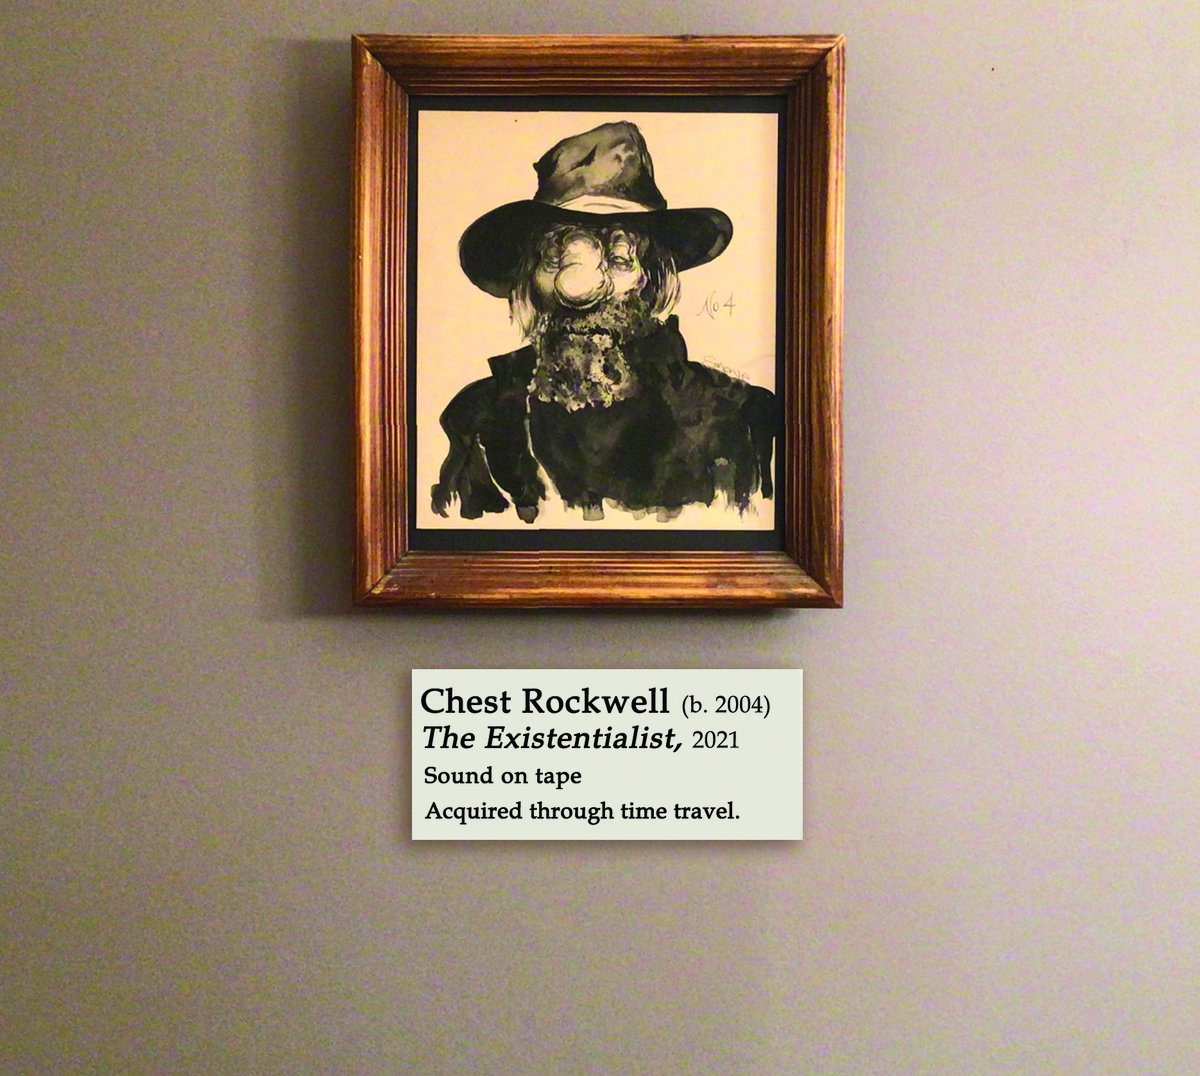 No 4
Chest Rockwell (b. 2004)
The Existentialist, 2021
Sound on tape
Acquired through time travel.